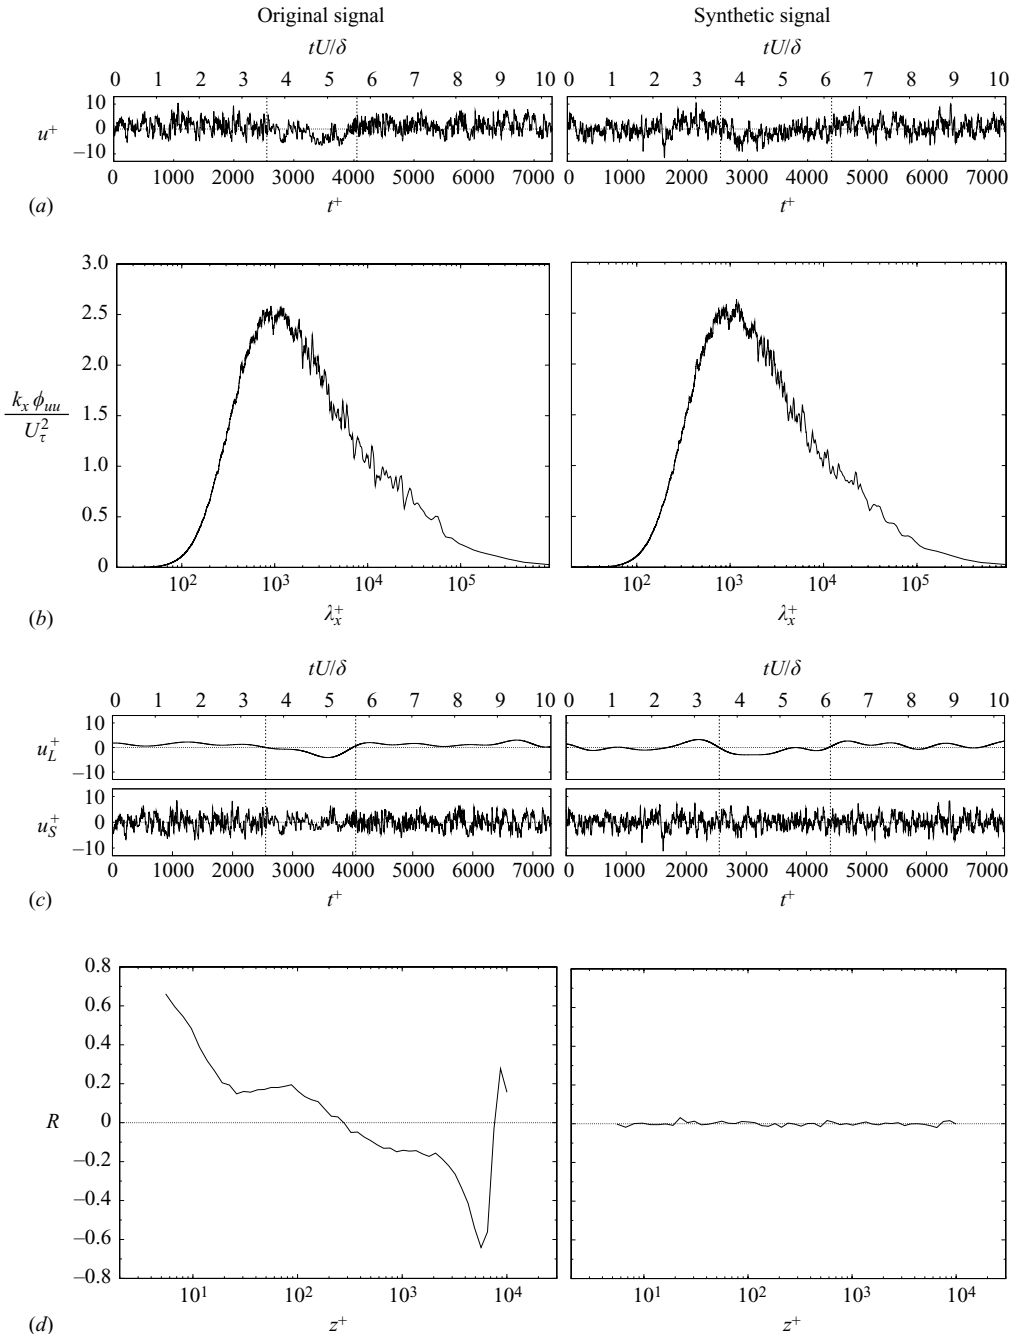 Original signal Synthetic signal
tU/δ tU/δ
0 1 2 3 4 5 6 7 8 9 10 0 1 2 3 4 5 6 7 8 9 10
10
u+ 0
−10
0 1000 2000 3000 4000 5000 6000 7000 0 1000 2000 3000 4000 5000 6000 7000
(a) t+ t+
3.0
2.5
2.0
kx ϕuu
1.5
Uτ2
1.0
0.5
0
10² 10³ 10⁴ 10⁵ 10² 10³ 10⁴ 10⁵
(b) λx+ λx+
tU/δ tU/δ
0 1 2 3 4 5 6 7 8 9 10 0 1 2 3 4 5 6 7 8 9 10
10
uL+ 0
−10
10
uS+ 0
−10
0 1000 2000 3000 4000 5000 6000 7000 0 1000 2000 3000 4000 5000 6000 7000
(c) t+ t+
0.8
0.6
0.4
0.2
R 0
−0.2
−0.4
−0.6
−0.8
10¹ 10² 10³ 10⁴ 10¹ 10² 10³ 10⁴
(d) z+ z+